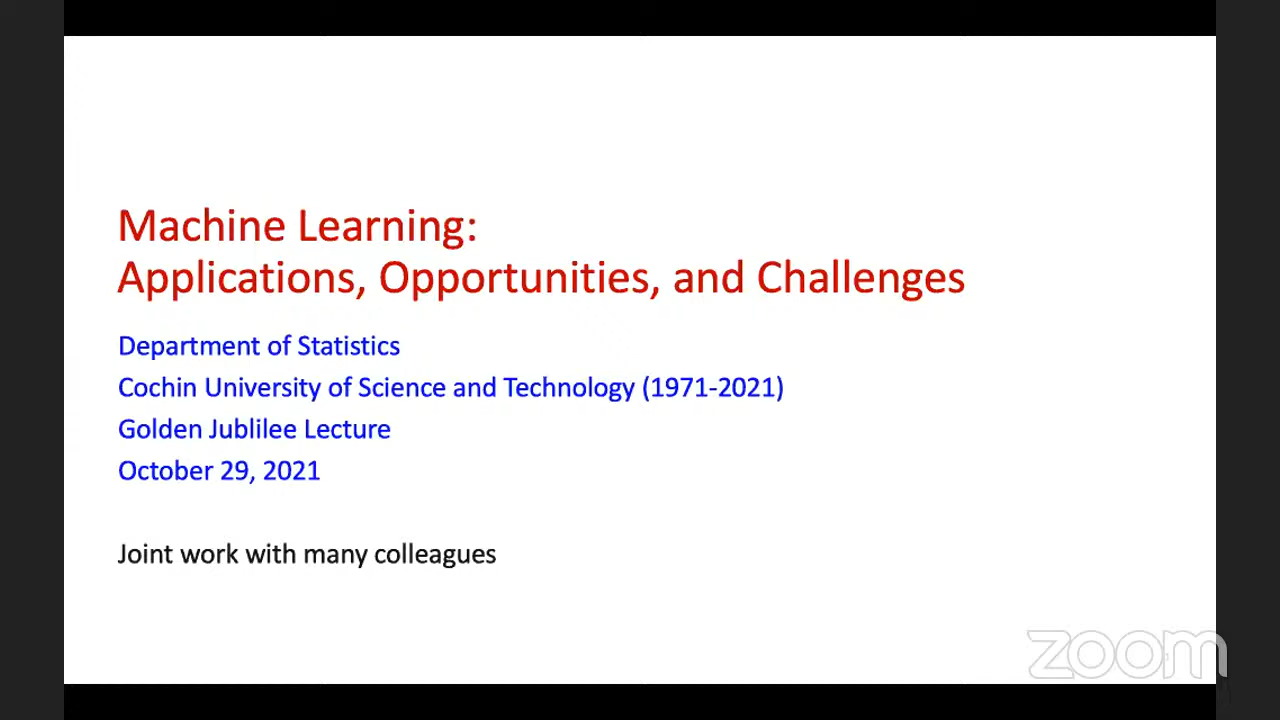 Machine Learning:
Applications, Opportunities, and Challenges
Department of Statistics
Cochin University of Science and Technology (1971-2021)
Golden Jublilee Lecture
October 29, 2021
Joint work with many colleagues
zoom